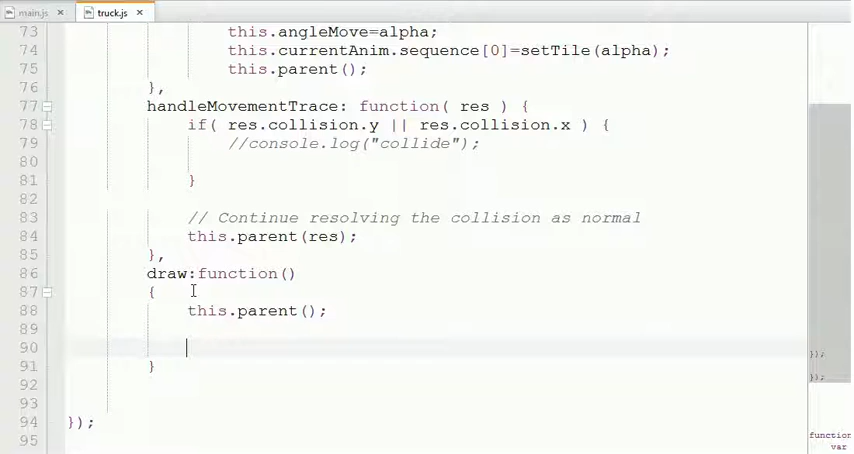 main.js × truck.js ×
73 this.angleMove=alpha;
74 this.currentAnim.sequence[0]=setTile(alpha);
75 this.parent();
76 },
77 handleMovementTrace: function( res ) {
78 if( res.collision.y || res.collision.x ) {
79 //console.log("collide");
80
81 }
82
83 // Continue resolving the collision as normal
84 this.parent(res);
85 },
86 draw:function()
87 {
88 this.parent();
89
90
91 }
92
93
94 });
95
});
});
function
var